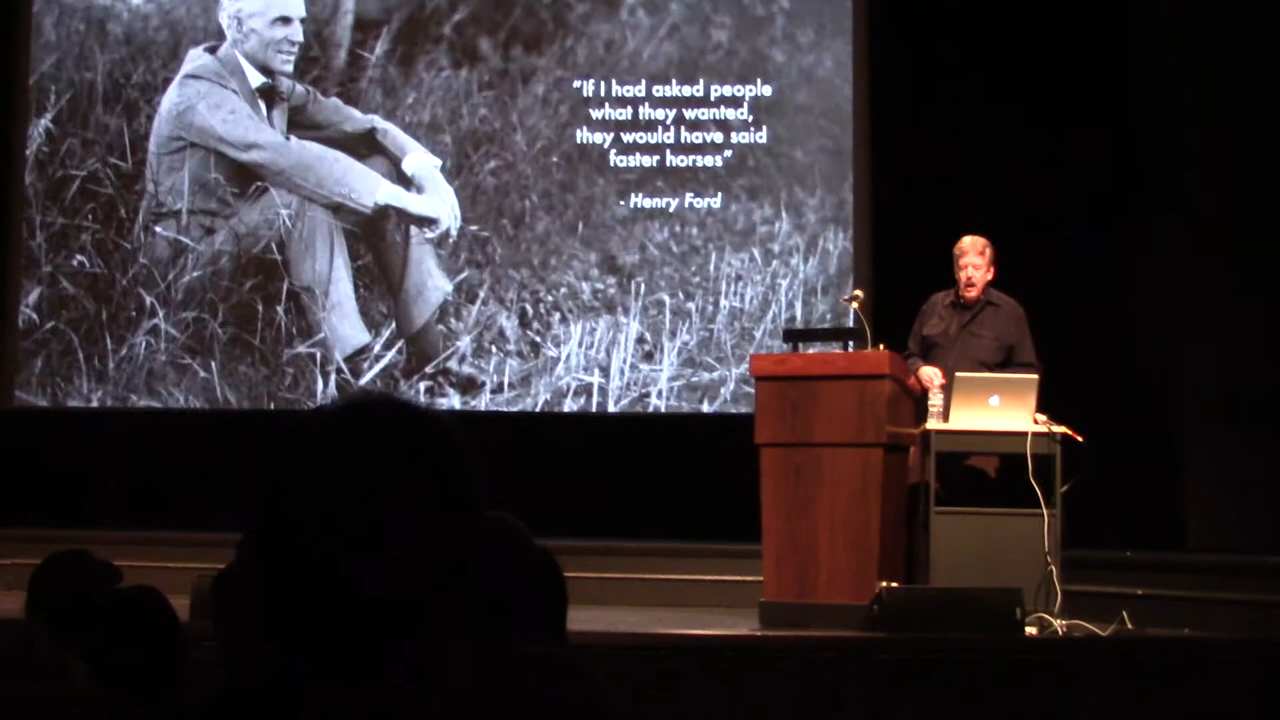 "If I had asked people
what they wanted,
they would have said
faster horses"
- Henry Ford